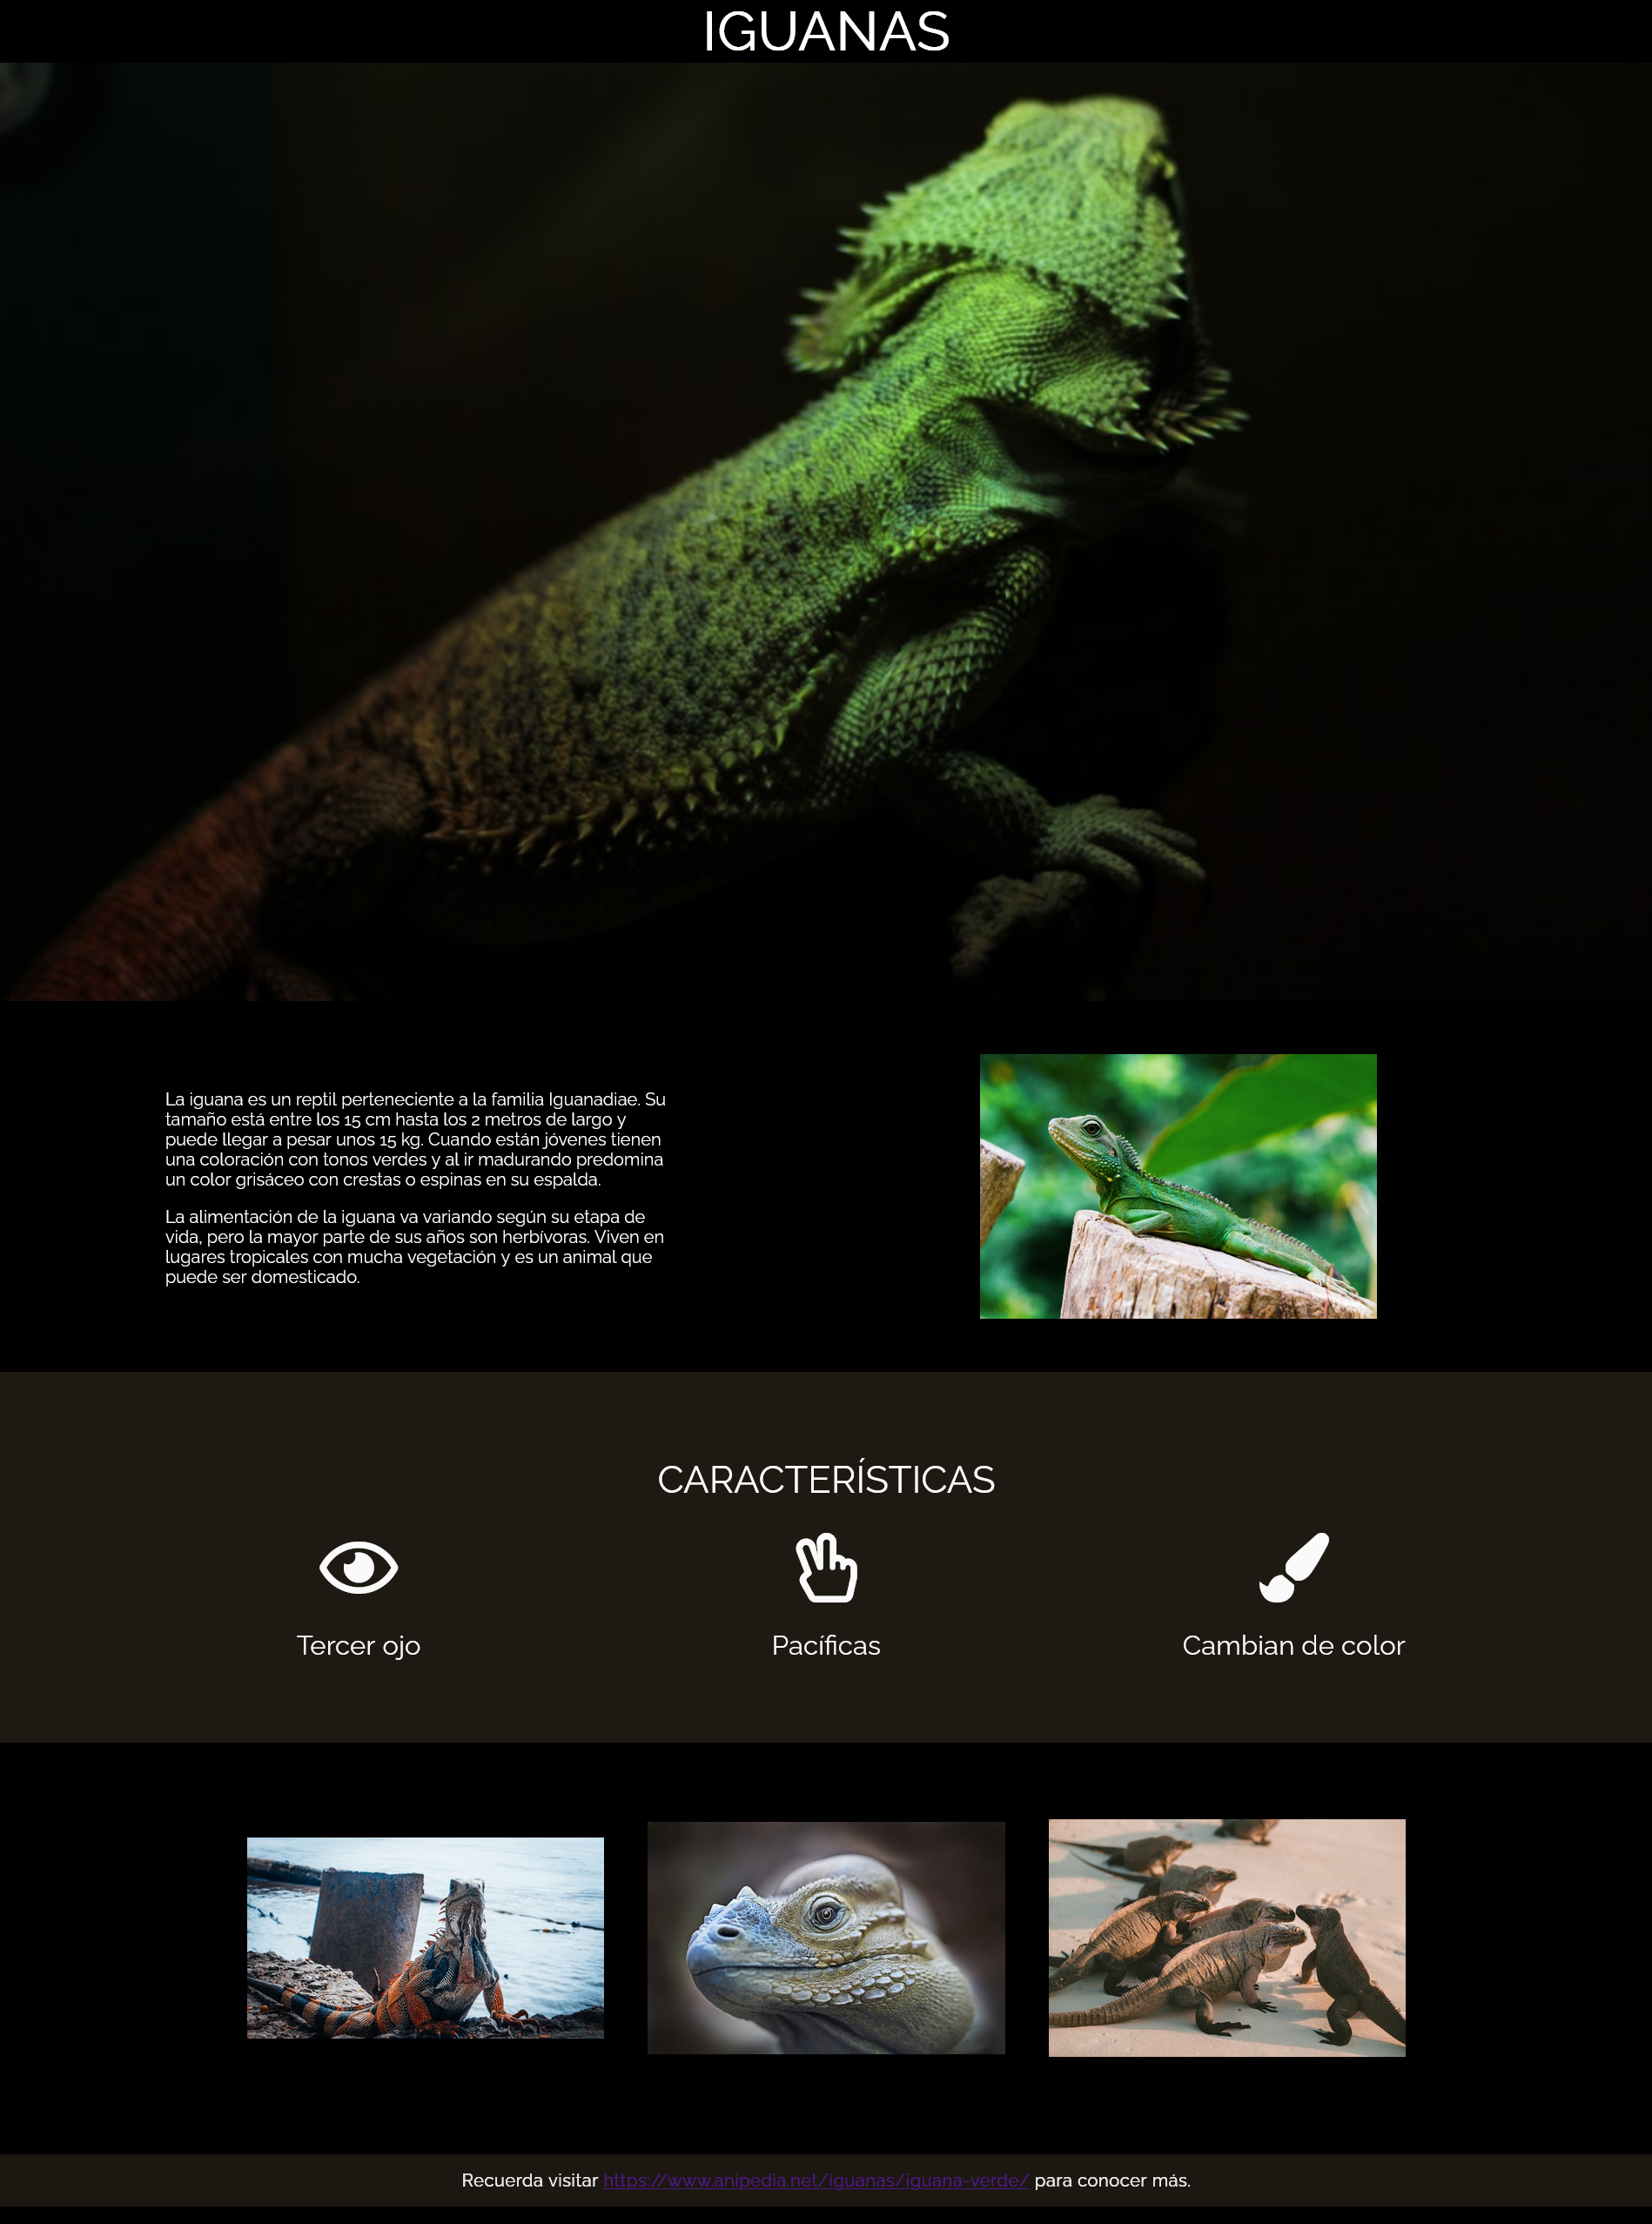 IGUANAS
La iguana es un reptil perteneciente a la familia Iguanadiae. Su
tamaño está entre los 15 cm hasta los 2 metros de largo y
puede llegar a pesar unos 15 kg. Cuando están jóvenes tienen
una coloración con tonos verdes y al ir madurando predomina
un color grisáceo con crestas o espinas en su espalda.
La alimentación de la iguana va variando según su etapa de
vida, pero la mayor parte de sus años son herbívoras. Viven en
lugares tropicales con mucha vegetación y es un animal que
puede ser domesticado.
CARACTERÍSTICAS
Tercer ojo
Pacíficas
Cambian de color
Recuerda visitar https://www.anipedia.net/iguanas/iguana-verde/ para conocer más.